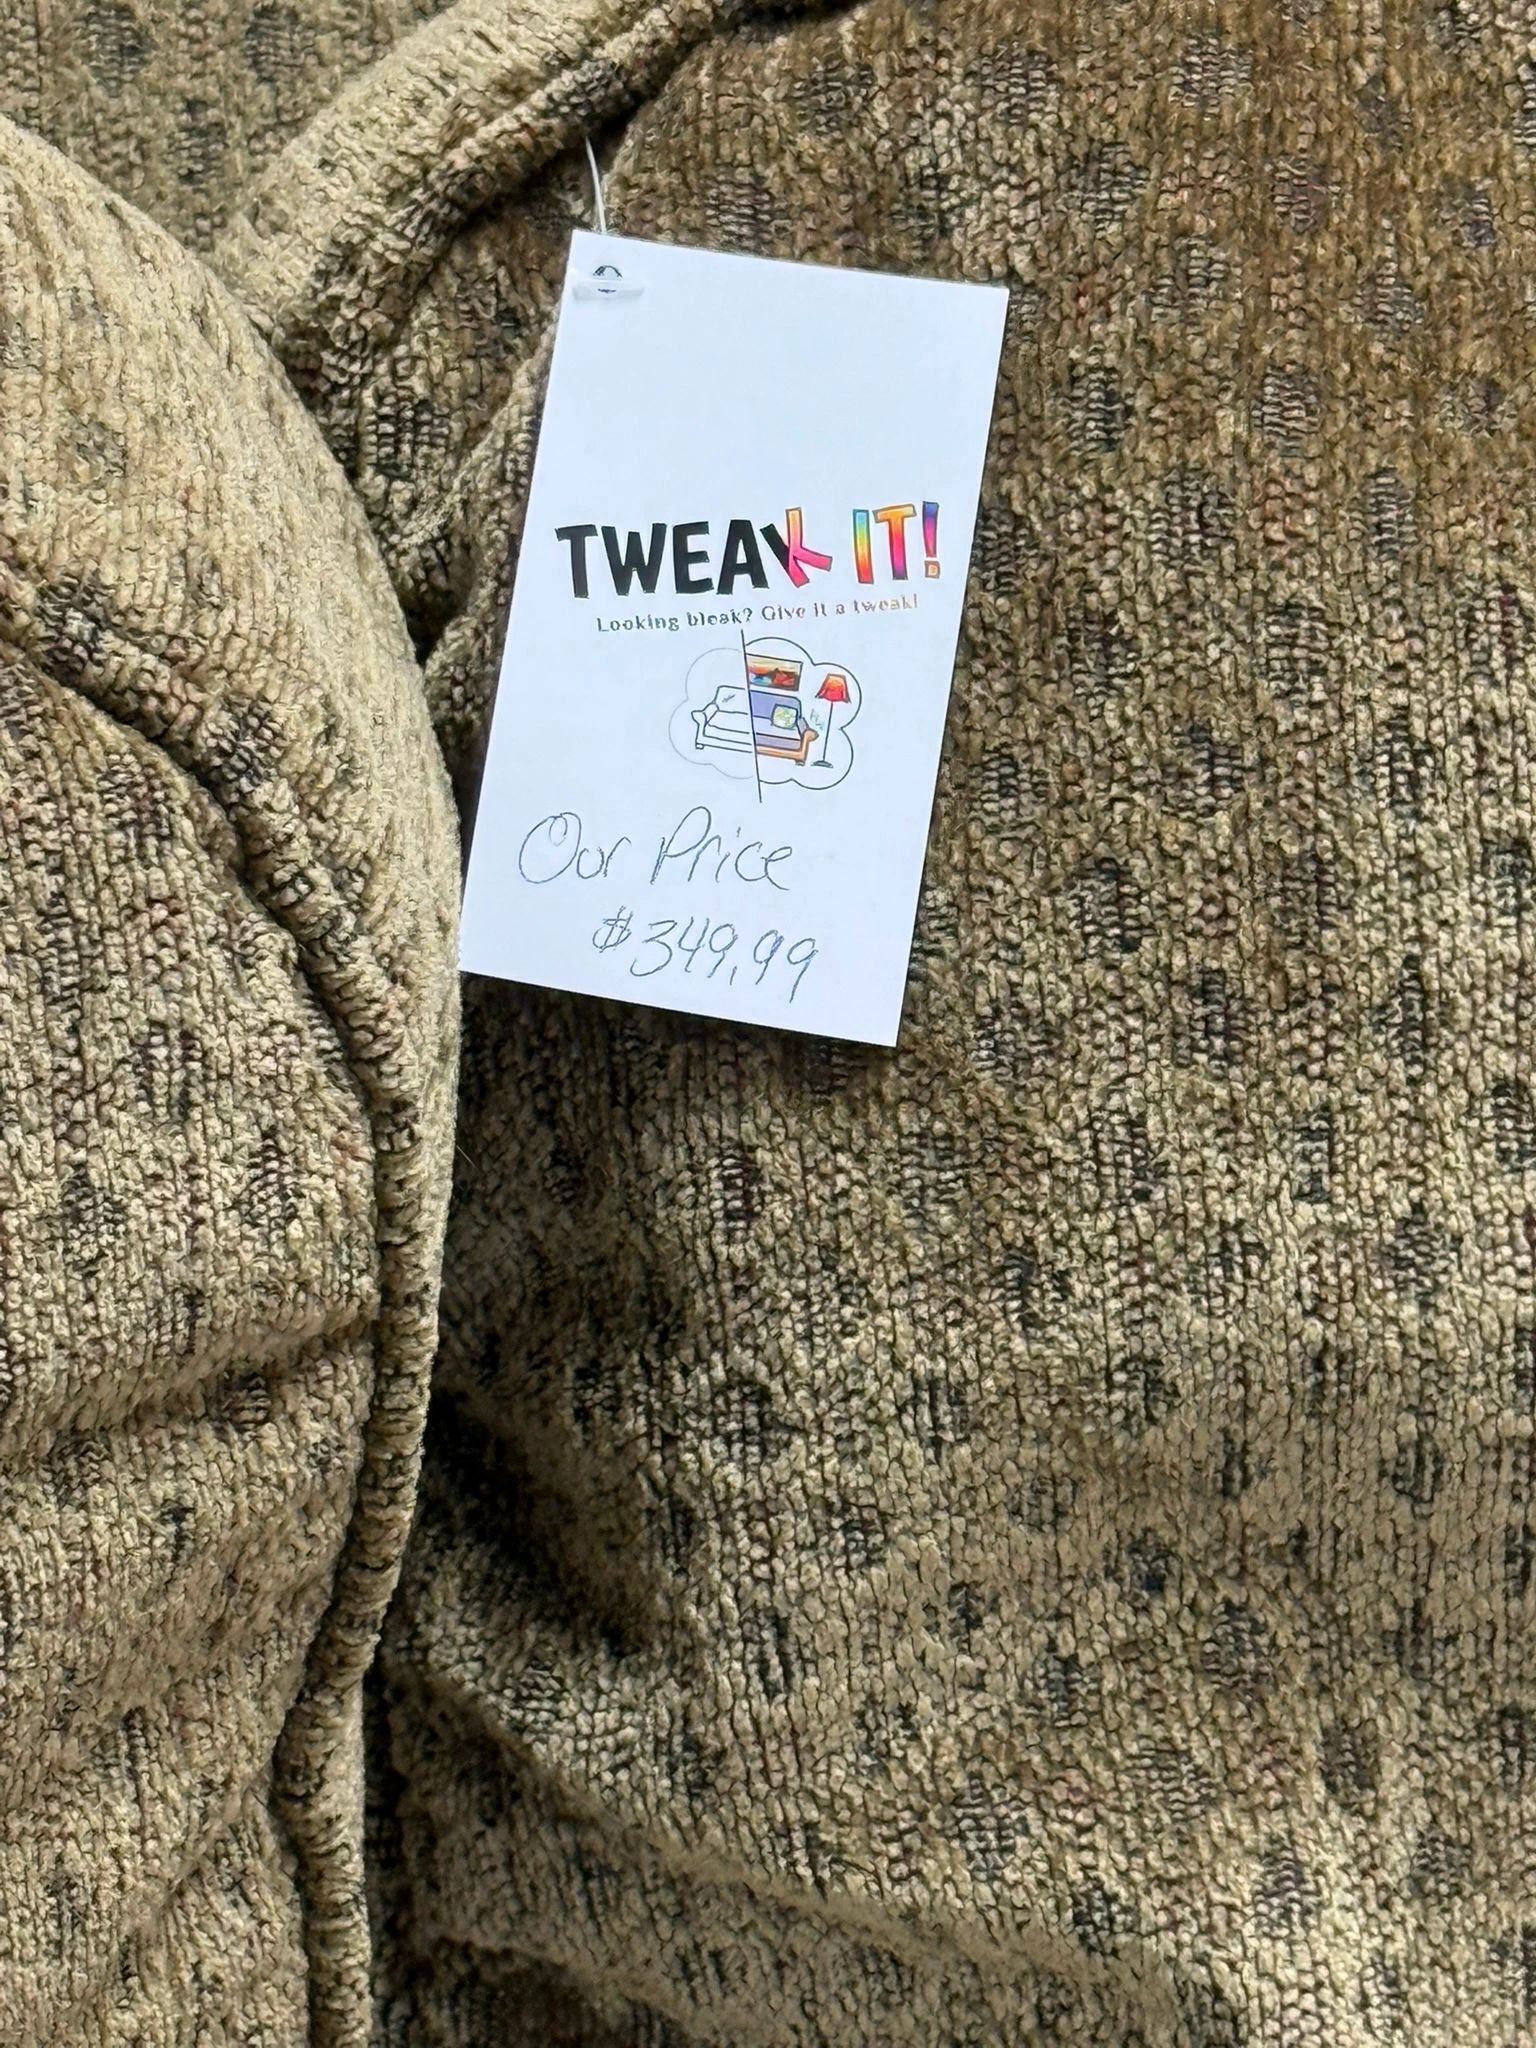 TWEAK IT!
Looking bleak? Give it a tweak!
Our Price
$349.99